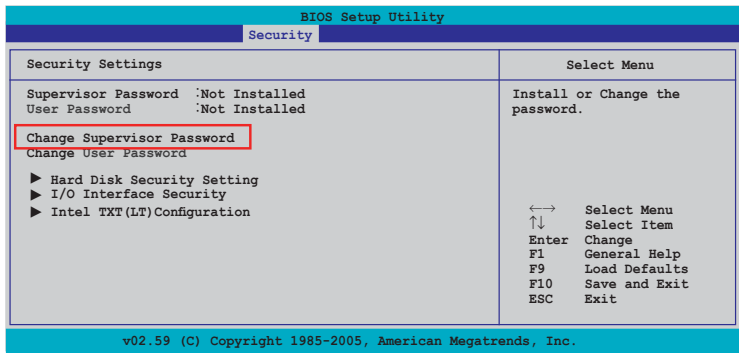 BIOS Setup Utility
Security
Security Settings
Supervisor Password :Not Installed
User Password :Not Installed
Change Supervisor Password
Change User Password
▶ Hard Disk Security Setting
▶ I/O Interface Security
▶ Intel TXT(LT)Configuration
Select Menu
Install or Change the
password.
←→ Select Menu
↑↓ Select Item
Enter Change
F1 General Help
F9 Load Defaults
F10 Save and Exit
ESC Exit
v02.59 (C) Copyright 1985-2005, American Megatrends, Inc.